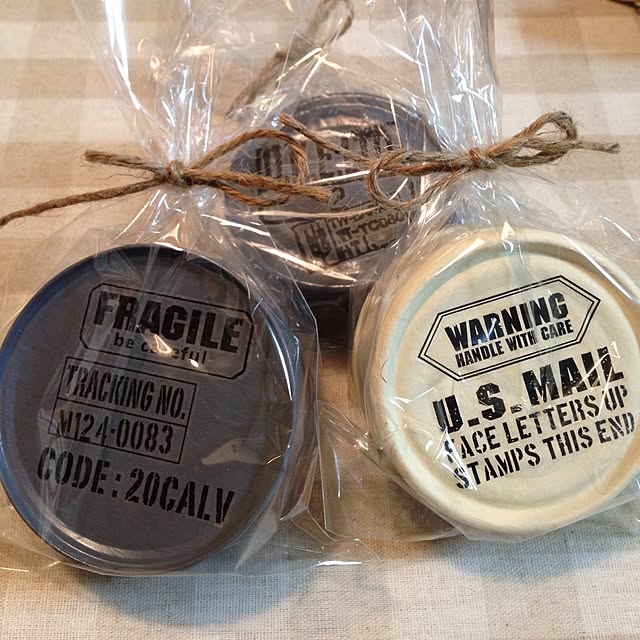 FRAGILE
be careful
TRACKING NO.
M124-0083
CODE: 20CALV
WARNING
HANDLE WITH CARE
U.S. MAIL
FACE LETTERS UP
STAMPS THIS END